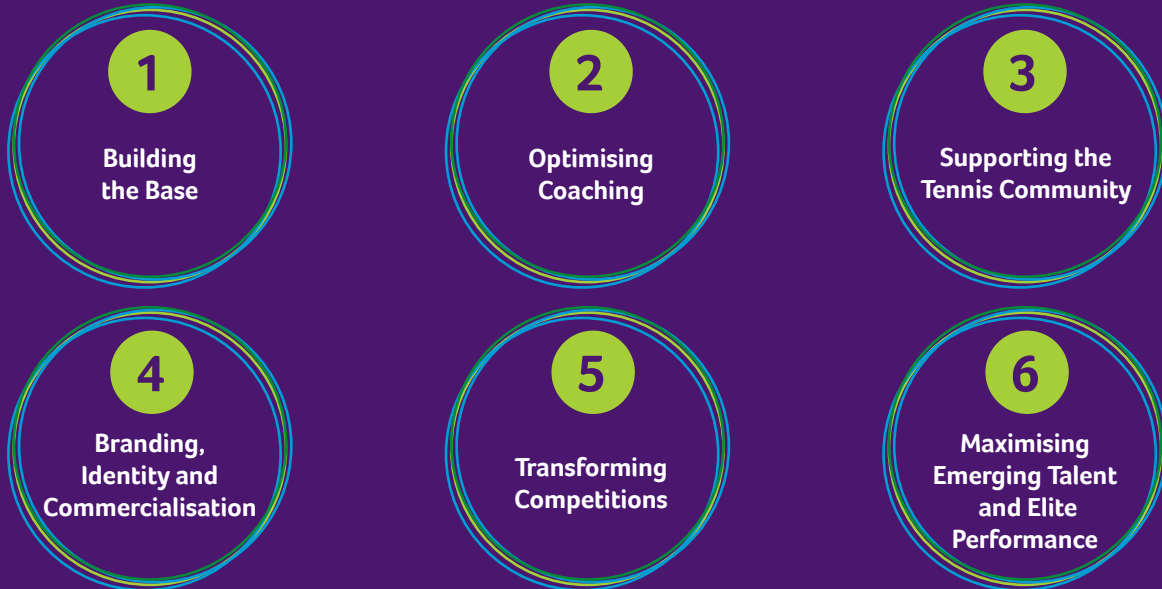 1
Building
the Base
2
Optimising
Coaching
3
Supporting the
Tennis Community
4
Branding,
Identity and
Commercialisation
5
Transforming
Competitions
6
Maximising
Emerging Talent
and Elite
Performance